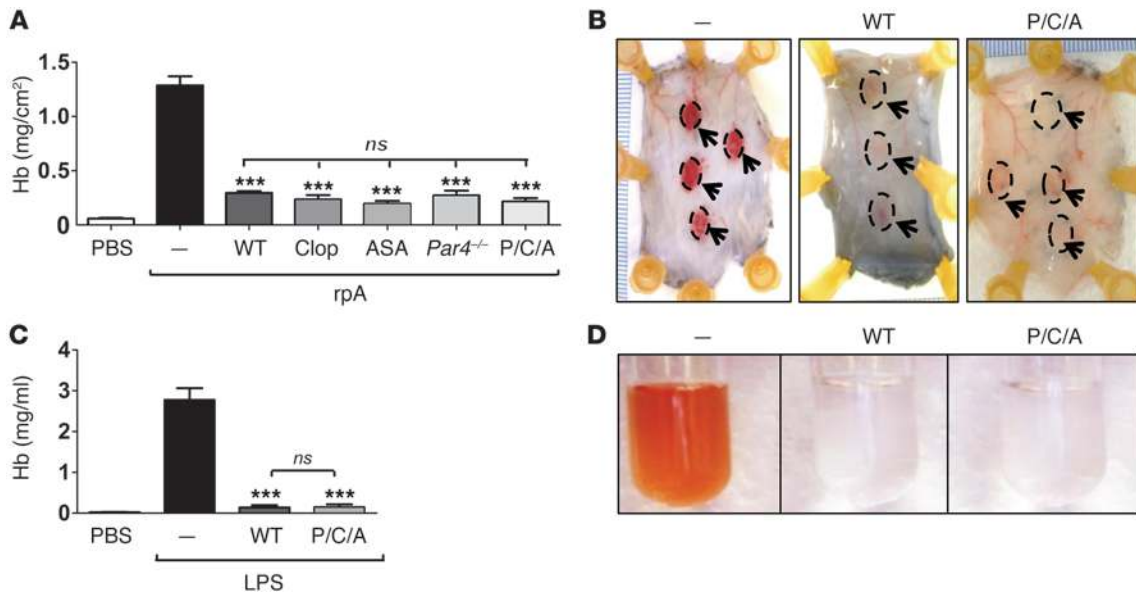 A
Hb (mg/cm²)
1.5
1.0
0.5
0
ns
*** *** *** *** ***
PBS — WT Clop ASA Par4⁻/⁻ P/C/A
rpA
B
— WT P/C/A
C
Hb (mg/ml)
4
3
2
1
0
ns
*** ***
PBS — WT P/C/A
LPS
D
— WT P/C/A